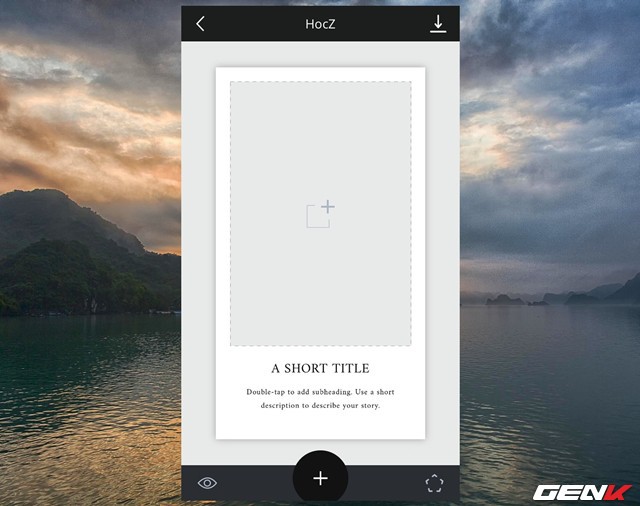 HocZ
A SHORT TITLE
Double-tap to add subheading. Use a short
description to describe your story.
GENK